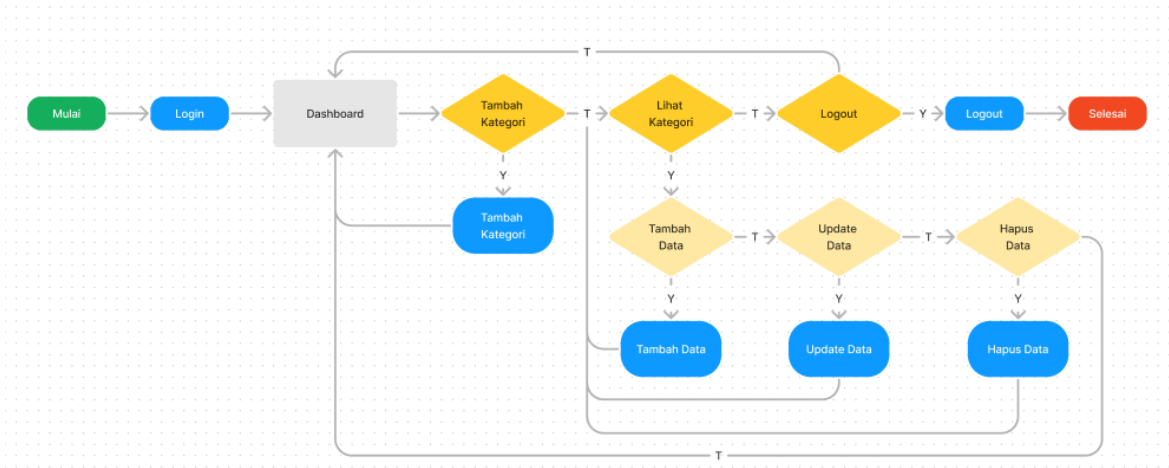 T
Mulai
Login
Dashboard
Tambah
Kategori
T
Lihat
Kategori
T
Logout
Y
Logout
Selesai
Y
Y
Tambah
Kategori
Tambah
Data
T
Update
Data
T
Hapus
Data
Y
Y
Y
Tambah Data
Update Data
Hapus Data
T